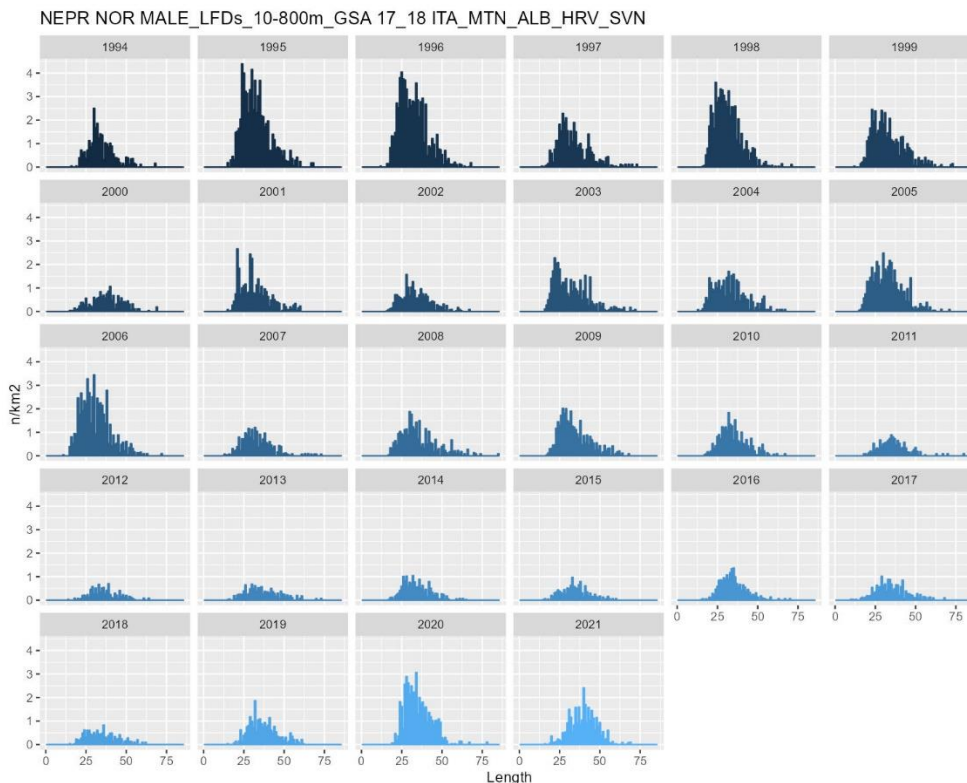 NEPR NOR MALE_LFDs_10-800m_GSA 17_18 ITA_MTN_ALB_HRV_SVN
1994 1995 1996 1997 1998 1999
4
3
2
1
0
2000 2001 2002 2003 2004 2005
4
3
2
1
0
2006 2007 2008 2009 2010 2011
4
3
2
1
0
n/km2
2012 2013 2014 2015 2016 2017
4
3
2
1
0
0 25 50 75 0 25 50 75
2018 2019 2020 2021
4
3
2
1
0
0 25 50 75 0 25 50 75 0 25 50 75 0 25 50 75
Length